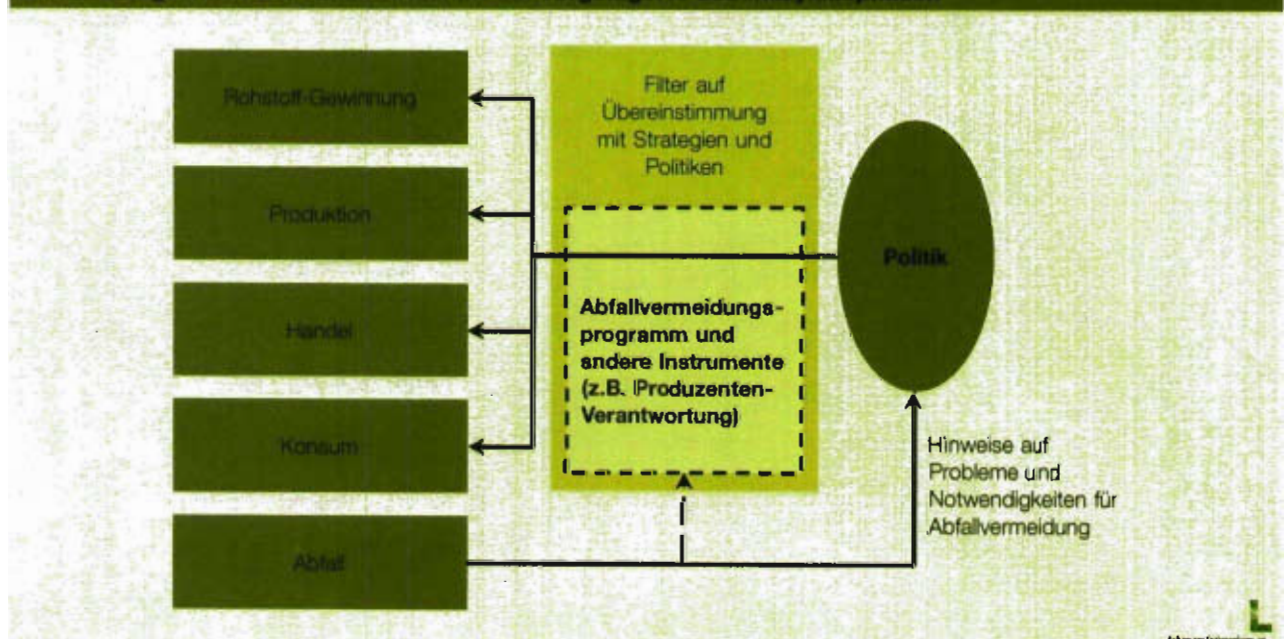 Rohstoff-Gewinnung
Produktion
Handel
Konsum
Abfall
Filter auf
Übereinstimmung
mit Strategien und
Politiken
Abfallvermeidungs-
programm und
andere Instrumente
(z.B. Produzenten-
Verantwortung)
Politik
Hinweise auf
Probleme und
Notwendigkeiten für
Abfallvermeidung